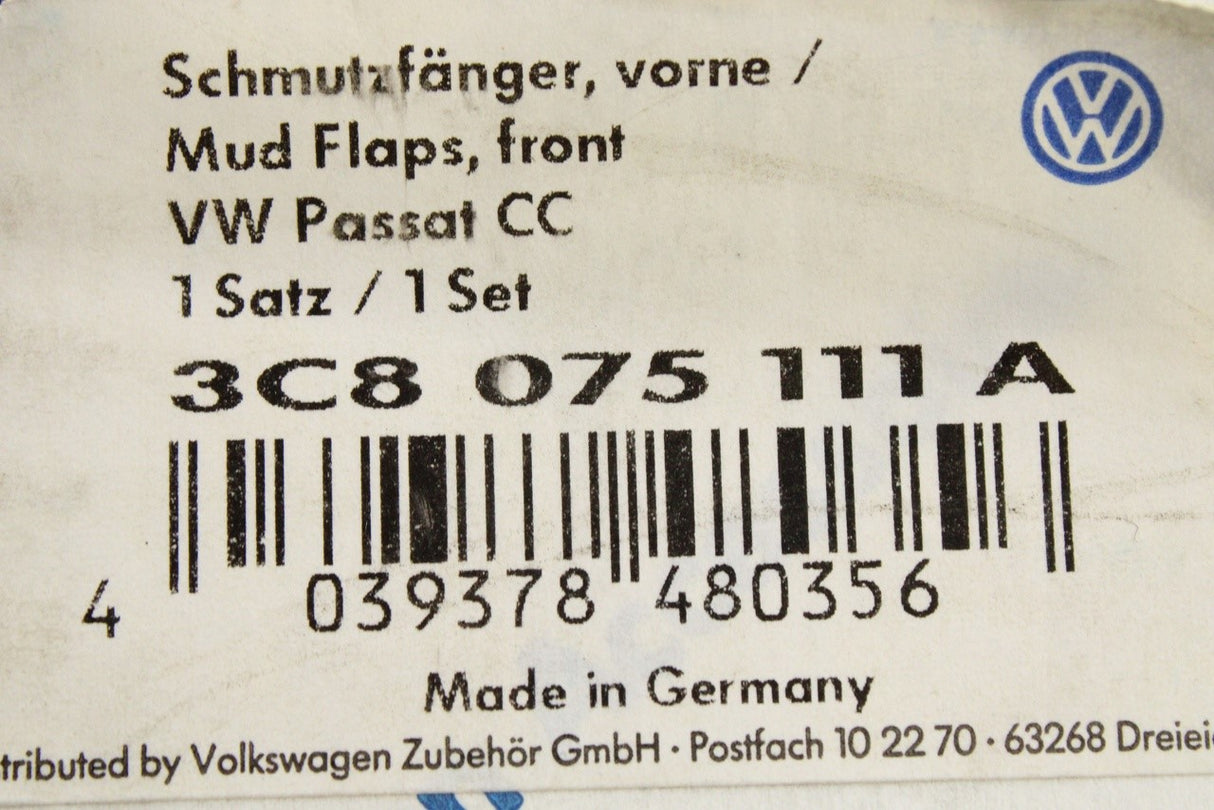 Schmutzfänger, vorne /
Mud Flaps, front
VW Passat CC
1 Satz / 1 Set
3C8 075 111 A
4 039378 480356
Made in Germany
tributed by Volkswagen Zubehör GmbH · Postfach 10 22 70 · 63268 Dreiei